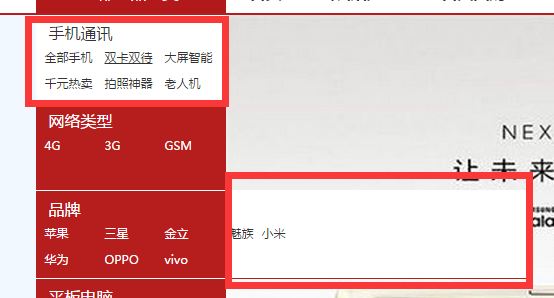 手机通讯
全部手机 双卡双待 大屏智能
千元热卖 拍照神器 老人机
网络类型
4G 3G GSM
NEX
让未来
品牌
苹果 三星 金立 魅族 小米
华为 OPPO vivo
平板电脑